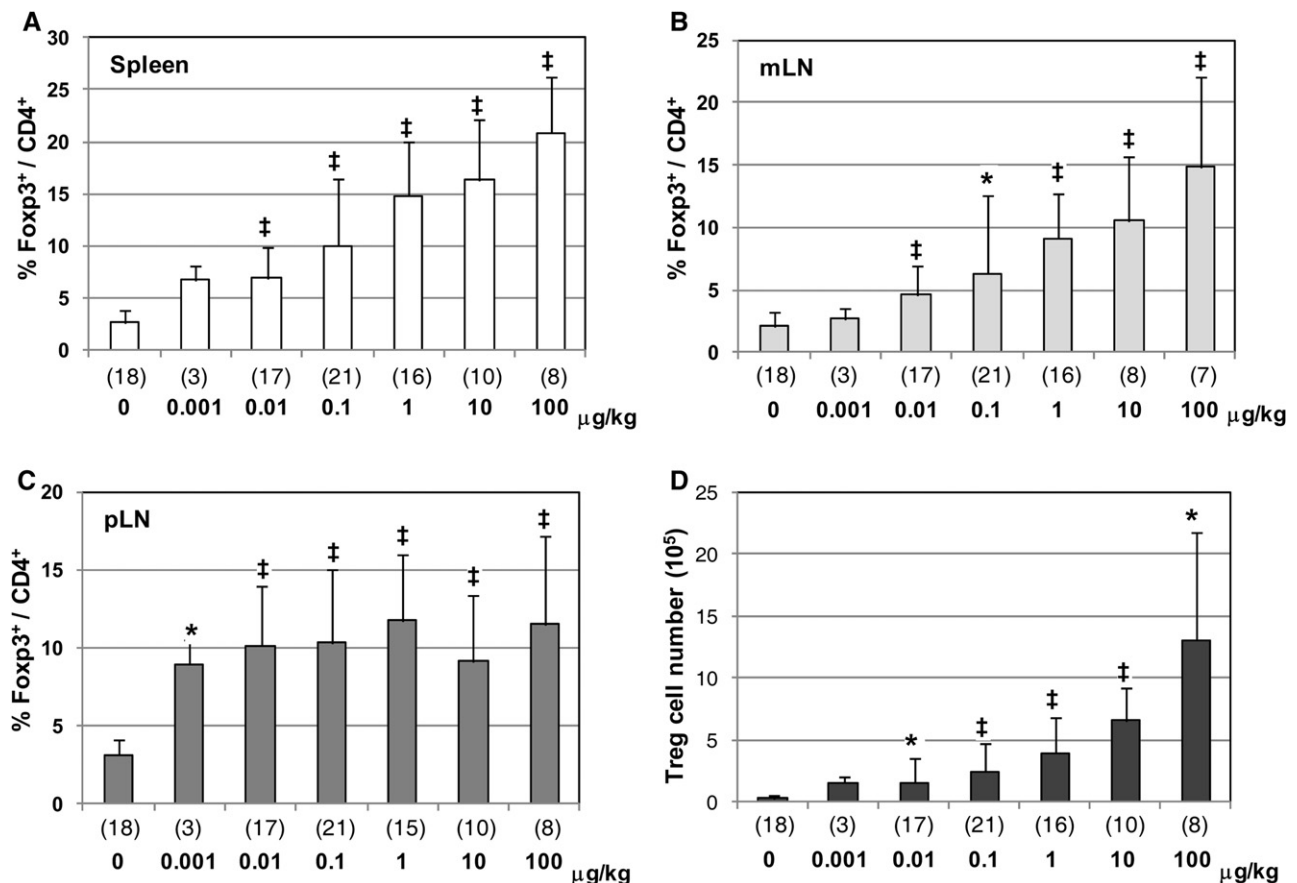 A
Spleen
% Foxp3⁺ / CD4⁺
30
25
20
15
10
5
0
‡ ‡ ‡ ‡ ‡
(18) (3) (17) (21) (16) (10) (8)
0 0.001 0.01 0.1 1 10 100 μg/kg
B
mLN
% Foxp3⁺ / CD4⁺
25
20
15
10
5
0
‡ * ‡ ‡ ‡
(18) (3) (17) (21) (16) (8) (7)
0 0.001 0.01 0.1 1 10 100 μg/kg
C
pLN
% Foxp3⁺ / CD4⁺
20
15
10
5
0
* ‡ ‡ ‡ ‡ ‡
(18) (3) (17) (21) (15) (10) (8)
0 0.001 0.01 0.1 1 10 100 μg/kg
D
Treg cell number (10⁵)
25
20
15
10
5
0
* ‡ ‡ ‡ *
(18) (3) (17) (21) (16) (10) (8)
0 0.001 0.01 0.1 1 10 100 μg/kg